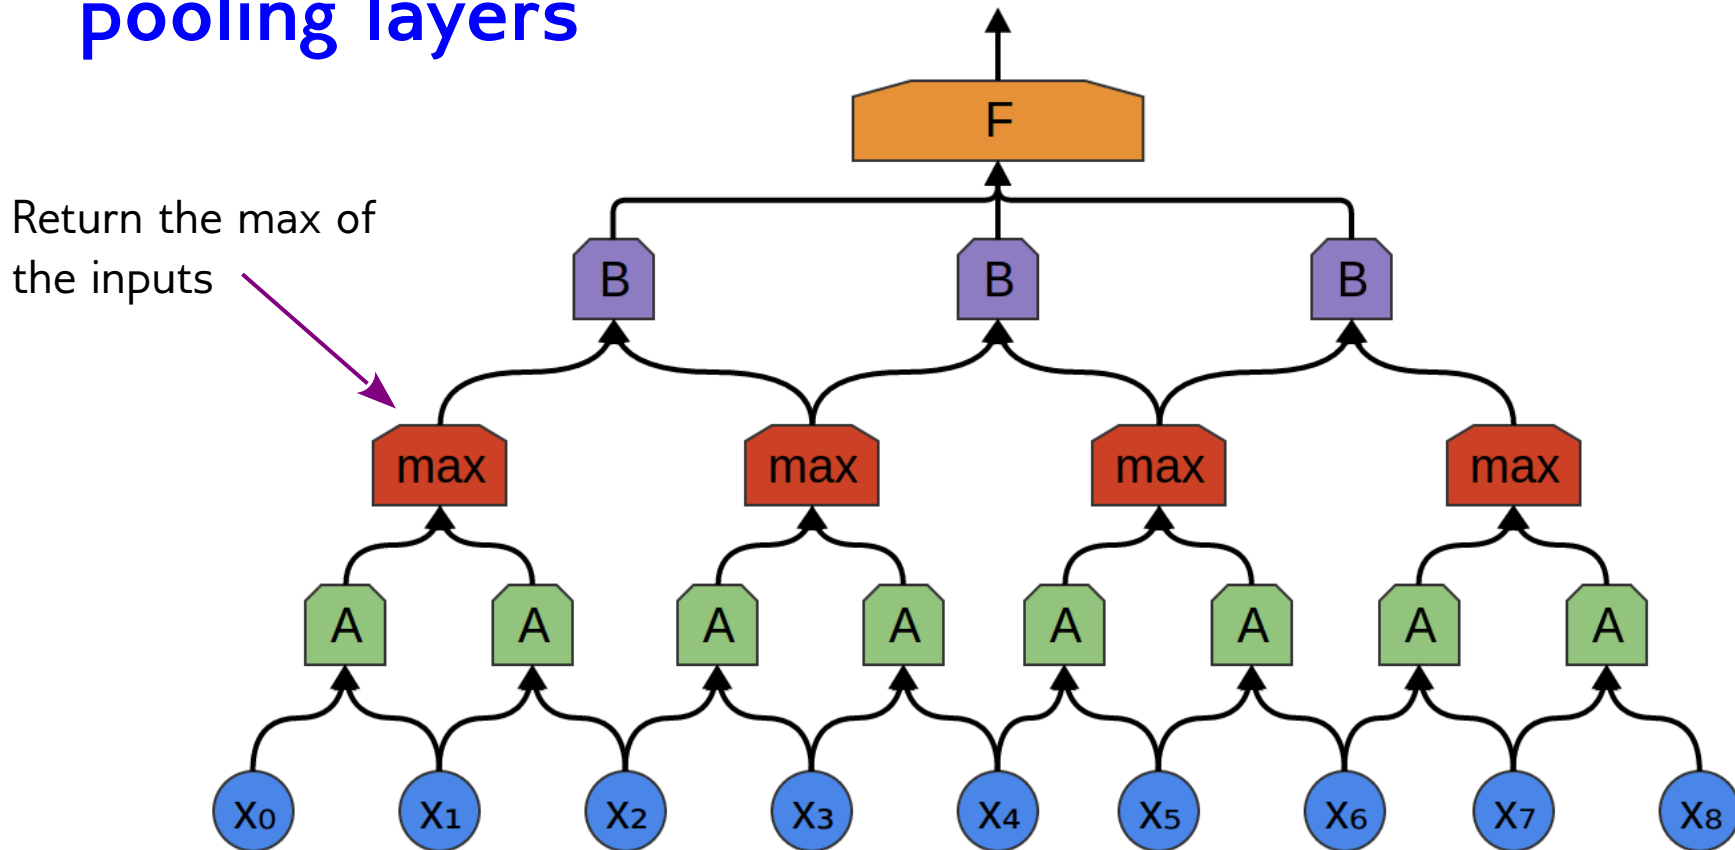 pooling layers
F
Return the max of
the inputs
B B B
max max max max
A A A A A A A A
x₀ x₁ x₂ x₃ x₄ x₅ x₆ x₇ x₈